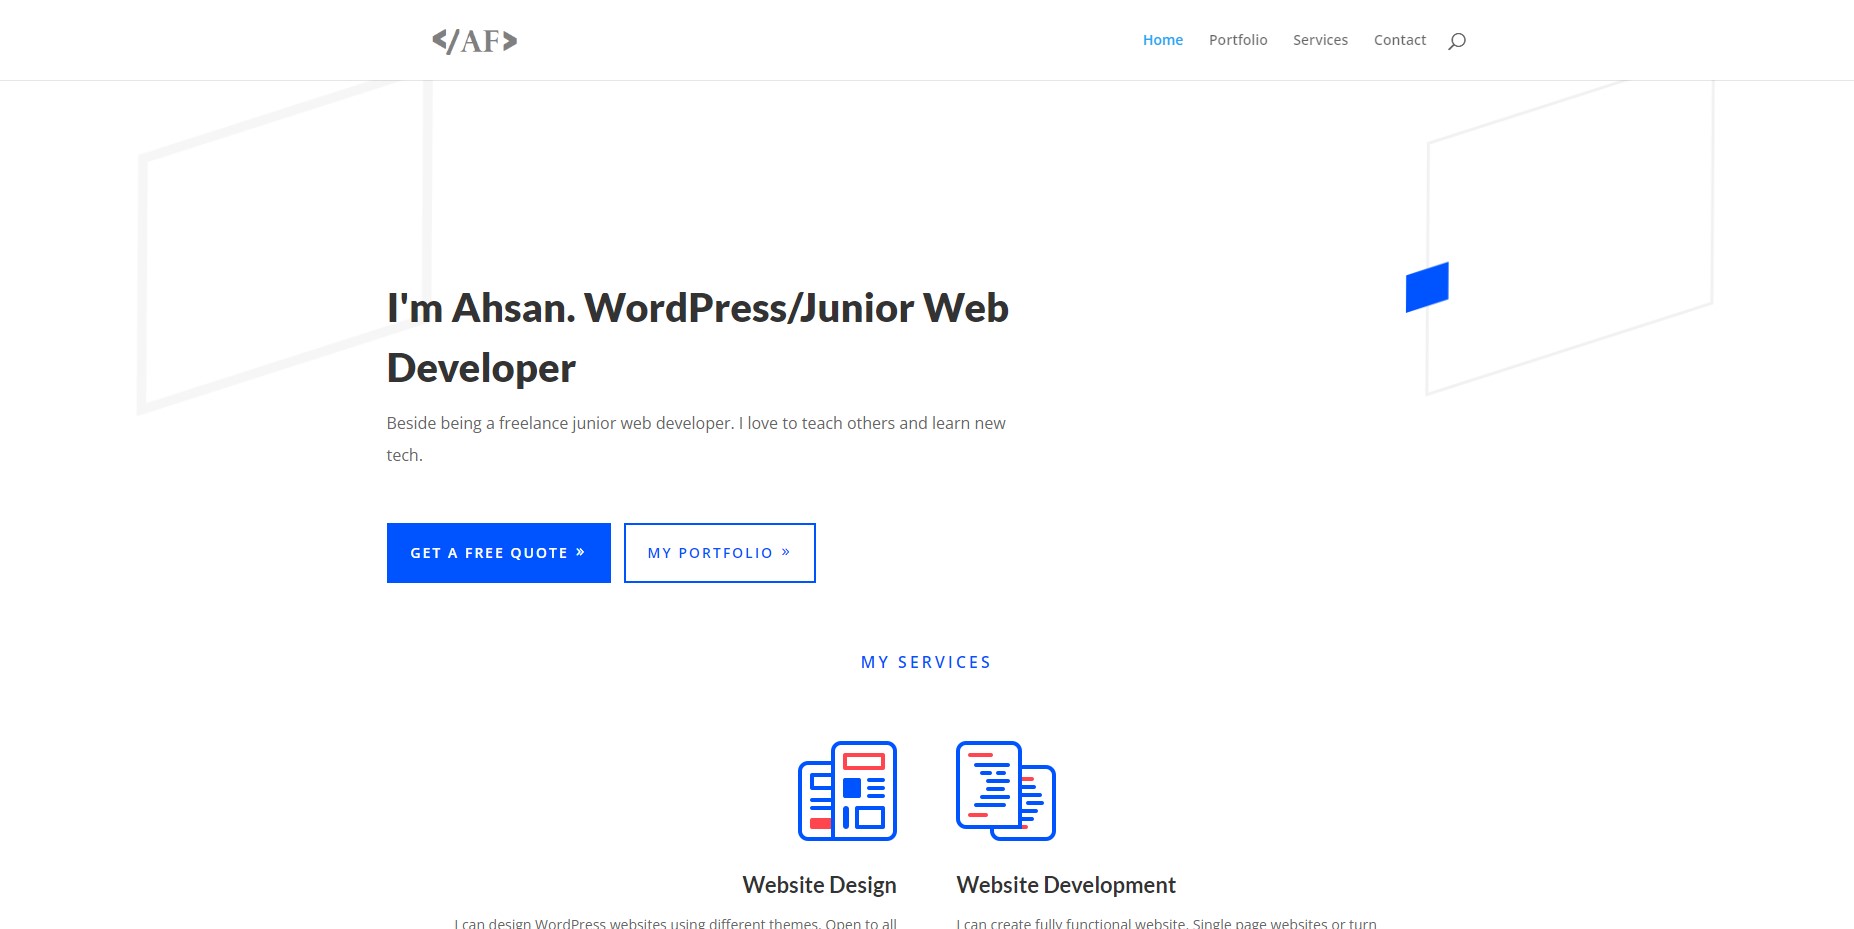 </AF>
Home Portfolio Services Contact
I'm Ahsan. WordPress/Junior Web
Developer
Beside being a freelance junior web developer. I love to teach others and learn new
tech.
GET A FREE QUOTE »
MY PORTFOLIO »
MY SERVICES
Website Design
I can design WordPress websites using different themes. Open to all
Website Development
I can create fully functional website. Single page websites or turn